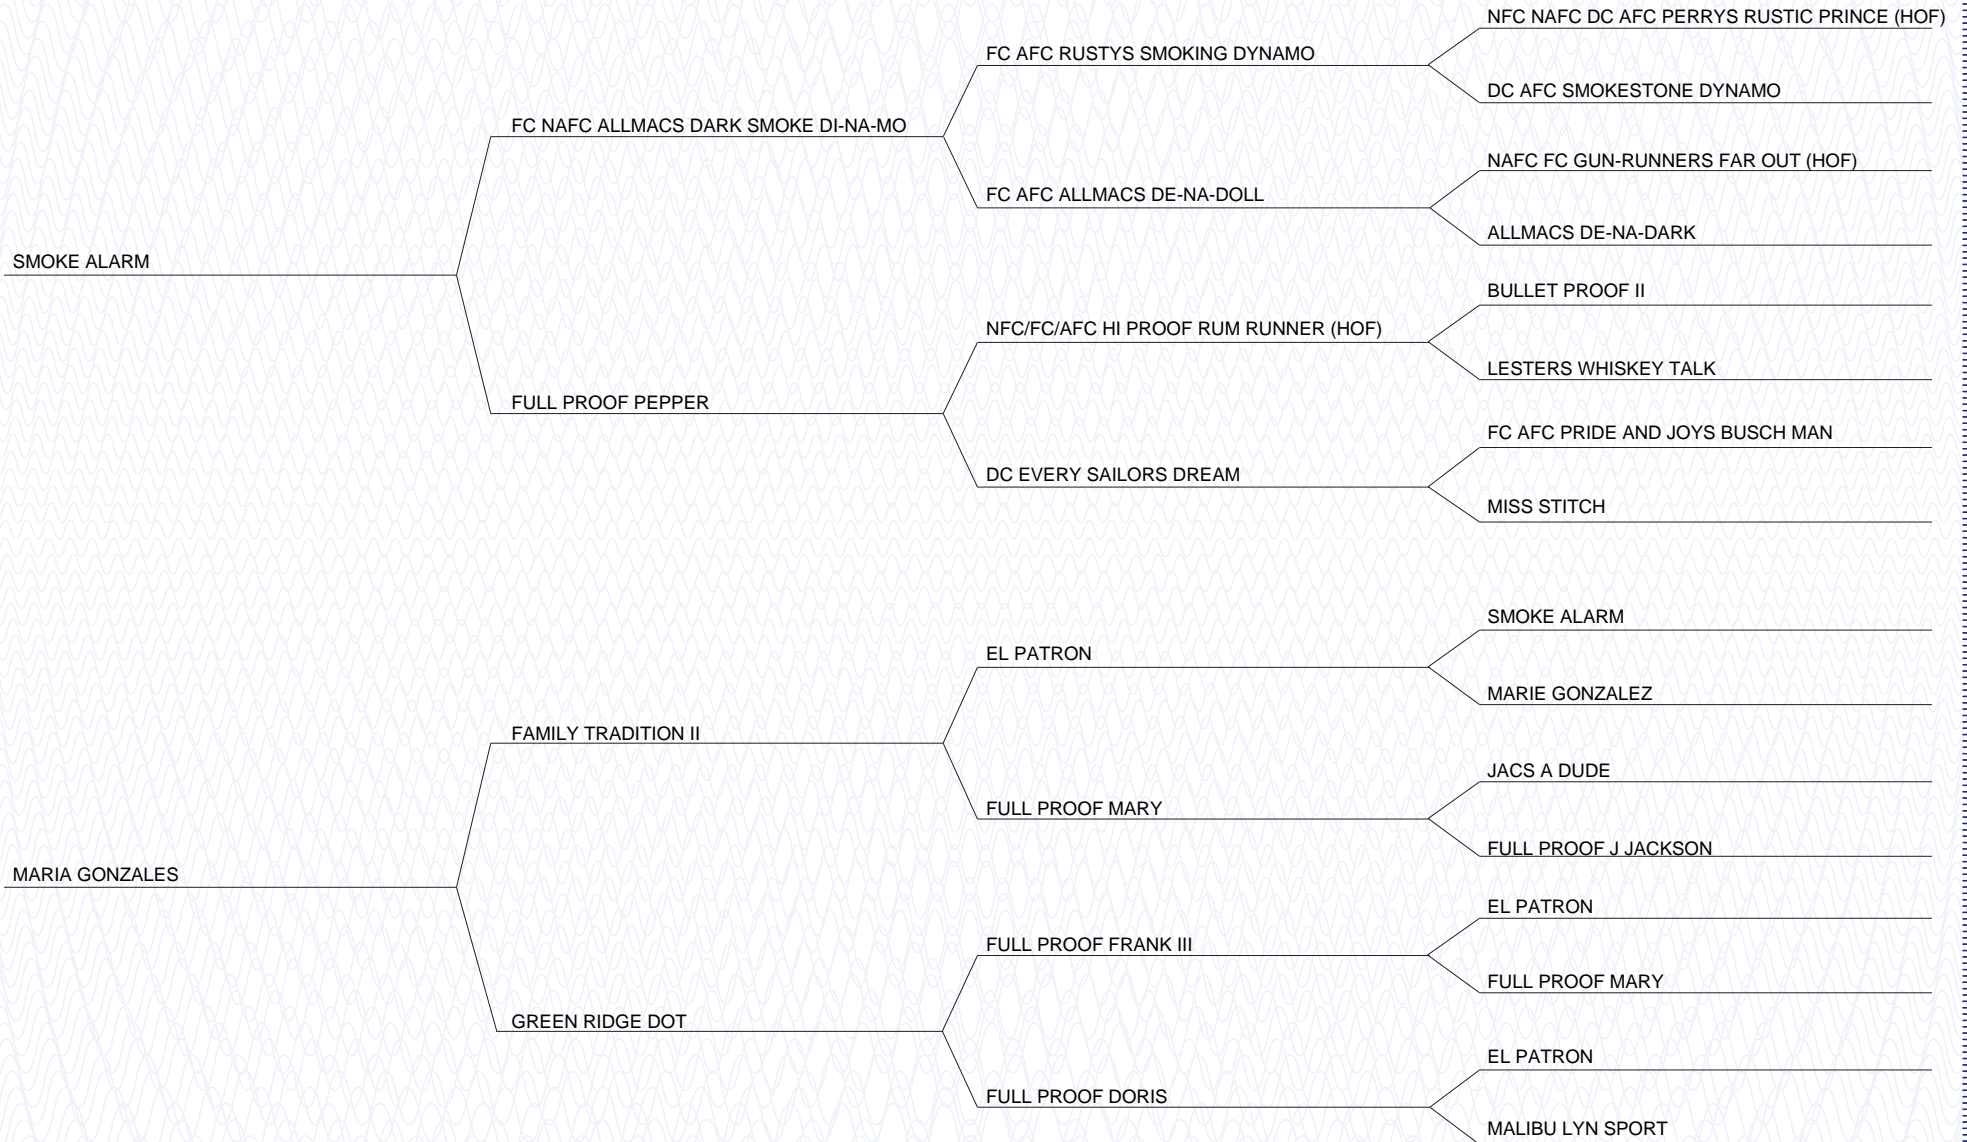 NFC NAFC DC AFC PERRYS RUSTIC PRINCE (HOF)
FC AFC RUSTYS SMOKING DYNAMO
DC AFC SMOKESTONE DYNAMO
FC NAFC ALLMACS DARK SMOKE DI-NA-MO
NAFC FC GUN-RUNNERS FAR OUT (HOF)
FC AFC ALLMACS DE-NA-DOLL
ALLMACS DE-NA-DARK
SMOKE ALARM
BULLET PROOF II
NFC/FC/AFC HI PROOF RUM RUNNER (HOF)
LESTERS WHISKEY TALK
FULL PROOF PEPPER
FC AFC PRIDE AND JOYS BUSCH MAN
DC EVERY SAILORS DREAM
MISS STITCH
SMOKE ALARM
EL PATRON
MARIE GONZALEZ
FAMILY TRADITION II
JACS A DUDE
FULL PROOF MARY
FULL PROOF J JACKSON
MARIA GONZALES
EL PATRON
FULL PROOF FRANK III
FULL PROOF MARY
GREEN RIDGE DOT
EL PATRON
FULL PROOF DORIS
MALIBU LYN SPORT